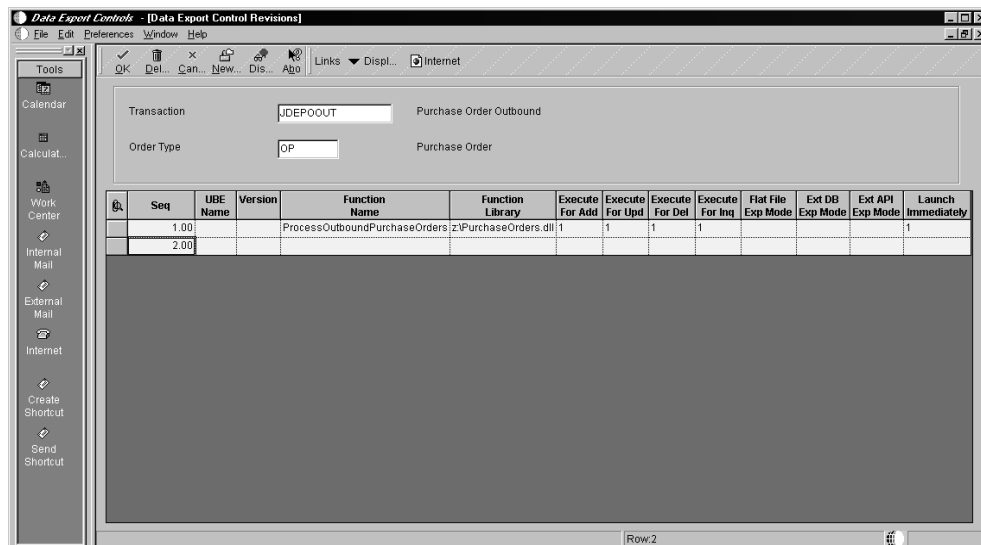 Data Export Controls - [Data Export Control Revisions]
File Edit Preferences Window Help
Tools
Calendar
Calculat...
Work
Center
Internal
Mail
External
Mail
Internet
Create
Shortcut
Send
Shortcut
OK Del... Can... New... Dis... Abo Links Displ... Internet
Transaction JDEPOOUT Purchase Order Outbound
Order Type OP Purchase Order
Seq UBE Name Version Function Name Function Library Execute For Add Execute For Upd Execute For Del Execute For Inq Flat File Exp Mode Ext DB Exp Mode Ext API Exp Mode Launch Immediately
1.00 ProcessOutboundPurchaseOrders z:\PurchaseOrders.dll 1 1 1 1 1
2.00
Row:2